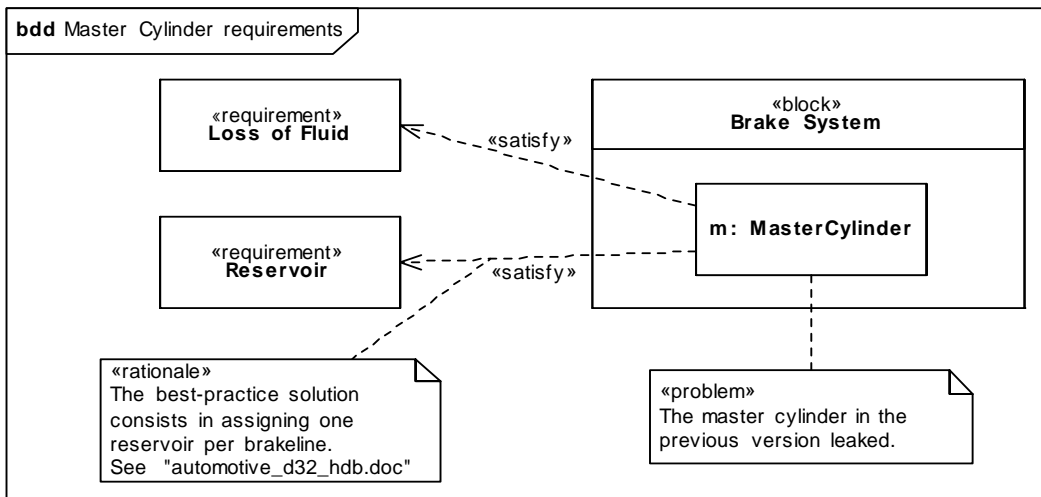 bdd Master Cylinder requirements
«requirement»
Loss of Fluid
«satisfy»
«block»
Brake System
m: MasterCylinder
«requirement»
Reservoir
«satisfy»
«rationale»
The best-practice solution
consists in assigning one
reservoir per brakeline.
See "automotive_d32_hdb.doc"
«problem»
The master cylinder in the
previous version leaked.